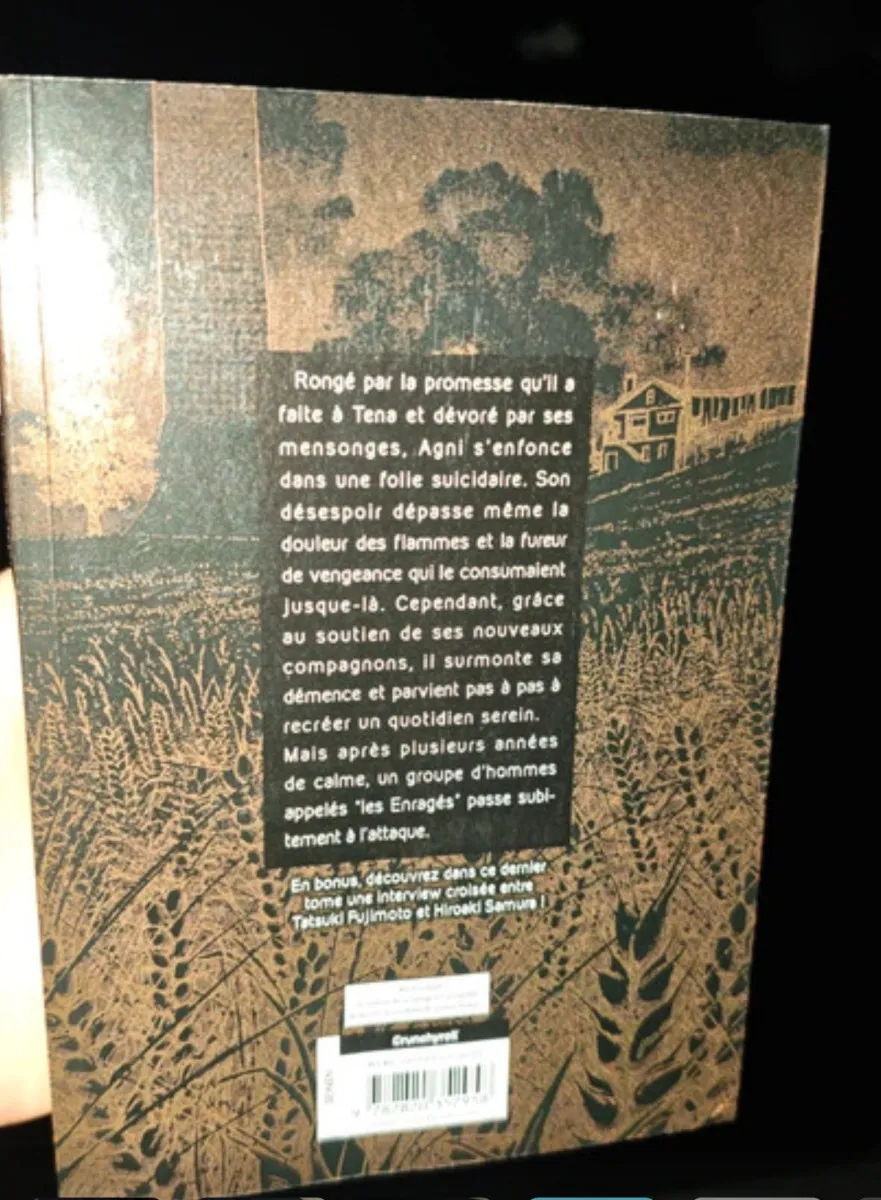 Rongé par la promesse qu'il a
faite à Tena et dévoré par ses
mensonges, Agni s'enfonce
dans une folie suicidaire. Son
désespoir dépasse même la
douleur des flammes et la fureur
de vengeance qui le consumaient
jusque-là. Cependant, grâce
au soutien de ses nouveaux
compagnons, il surmonte sa
démence et parvient pas à pas à
recréer un quotidien serein.
Mais après plusieurs années
de calme, un groupe d'hommes
appelés "les Enragés" passe subi-
tement à l'attaque.
En bonus, découvrez dans ce dernier
tome une interview croisée entre
Tatsuki Fujimoto et Hiroaki Samura !
Crunchyroll
SEINEN